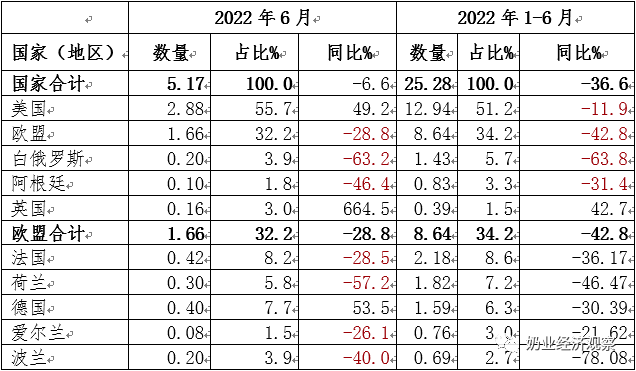 2022 年 6 月 2022 年 1-6 月
国家（地区） 数量 占比% 同比% 数量 占比% 同比%
国家合计 5.17 100.0 -6.6 25.28 100.0 -36.6
美国 2.88 55.7 49.2 12.94 51.2 -11.9
欧盟 1.66 32.2 -28.8 8.64 34.2 -42.8
白俄罗斯 0.20 3.9 -63.2 1.43 5.7 -63.8
阿根廷 0.10 1.8 -46.4 0.83 3.3 -31.4
英国 0.16 3.0 664.5 0.39 1.5 42.7
欧盟合计 1.66 32.2 -28.8 8.64 34.2 -42.8
法国 0.42 8.2 -28.5 2.18 8.6 -36.17
荷兰 0.30 5.8 -57.2 1.82 7.2 -46.47
德国 0.40 7.7 53.5 1.59 6.3 -30.39
爱尔兰 0.08 1.5 -26.1 0.76 3.0 -21.62
波兰 0.20 3.9 -40.0 0.69 2.7 -78.08
奶业经济观察